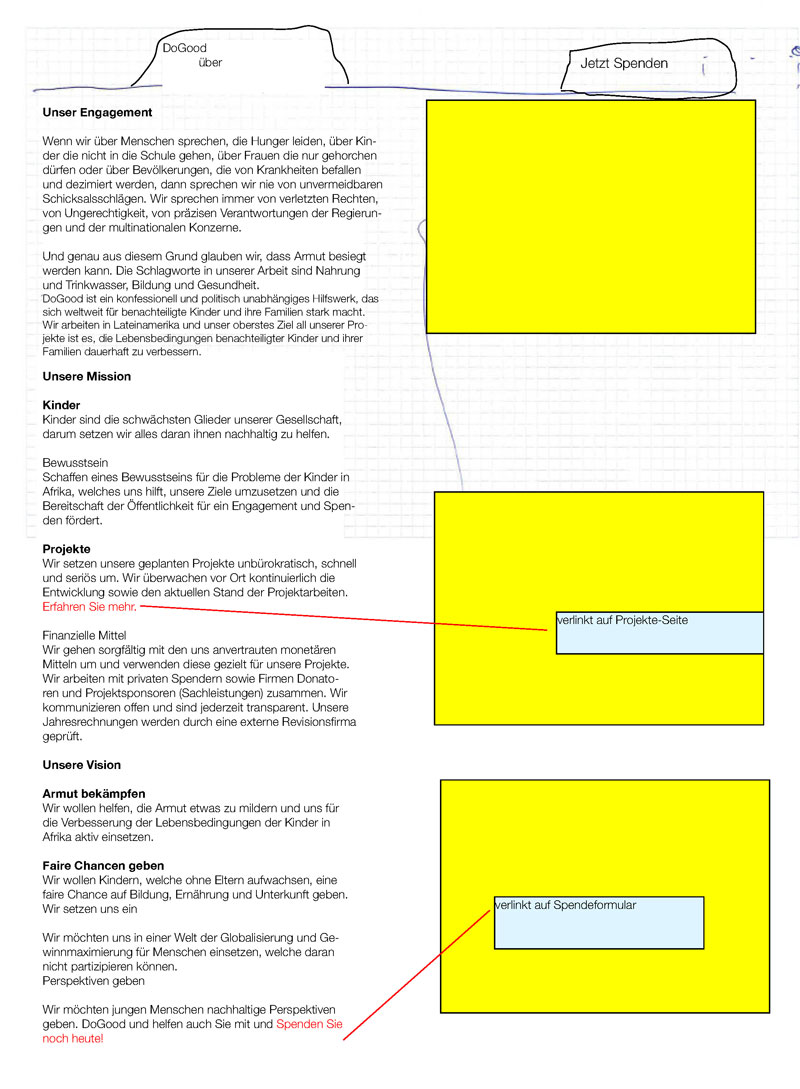 DoGood
über
Jetzt Spenden
Unser Engagement
Wenn wir über Menschen sprechen, die Hunger leiden, über Kin-
der die nicht in die Schule gehen, über Frauen die nur gehorchen
dürfen oder über Bevölkerungen, die von Krankheiten befallen
und dezimiert werden, dann sprechen wir nie von unvermeidbaren
Schicksalsschlägen. Wir sprechen immer von verletzten Rechten,
von Ungerechtigkeit, von präzisen Verantwortungen der Regierun-
gen und der multinationalen Konzerne.
Und genau aus diesem Grund glauben wir, dass Armut besiegt
werden kann. Die Schlagworte in unserer Arbeit sind Nahrung
und Trinkwasser, Bildung und Gesundheit.
DoGood ist ein konfessionell und politisch unabhängiges Hilfswerk, das
sich weltweit für benachteiligte Kinder und ihre Familien stark macht.
Wir arbeiten in Lateinamerika und unser oberstes Ziel all unserer Pro-
jekte ist es, die Lebensbedingungen benachteiligter Kinder und ihrer
Familien dauerhaft zu verbessern.
Unsere Mission
Kinder
Kinder sind die schwächsten Glieder unserer Gesellschaft,
darum setzen wir alles daran ihnen nachhaltig zu helfen.
Bewusstsein
Schaffen eines Bewusstseins für die Probleme der Kinder in
Afrika, welches uns hilft, unsere Ziele umzusetzen und die
Bereitschaft der Öffentlichkeit für ein Engagement und Spen-
den fördert.
Projekte
Wir setzen unsere geplanten Projekte unbürokratisch, schnell
und seriös um. Wir überwachen vor Ort kontinuierlich die
Entwicklung sowie den aktuellen Stand der Projektarbeiten.
Erfahren Sie mehr.
verlinkt auf Projekte-Seite
Finanzielle Mittel
Wir gehen sorgfältig mit den uns anvertrauten monetären
Mitteln um und verwenden diese gezielt für unsere Projekte.
Wir arbeiten mit privaten Spendern sowie Firmen Donato-
ren und Projektsponsoren (Sachleistungen) zusammen. Wir
kommunizieren offen und sind jederzeit transparent. Unsere
Jahresrechnungen werden durch eine externe Revisionsfirma
geprüft.
Unsere Vision
Armut bekämpfen
Wir wollen helfen, die Armut etwas zu mildern und uns für
die Verbesserung der Lebensbedingungen der Kinder in
Afrika aktiv einsetzen.
Faire Chancen geben
Wir wollen Kindern, welche ohne Eltern aufwachsen, eine
faire Chance auf Bildung, Ernährung und Unterkunft geben.
Wir setzen uns ein
verlinkt auf Spendeformular
Wir möchten uns in einer Welt der Globalisierung und Ge-
winnmaximierung für Menschen einsetzen, welche daran
nicht partizipieren können.
Perspektiven geben
Wir möchten jungen Menschen nachhaltige Perspektiven
geben. DoGood und helfen auch Sie mit und Spenden Sie
noch heute!